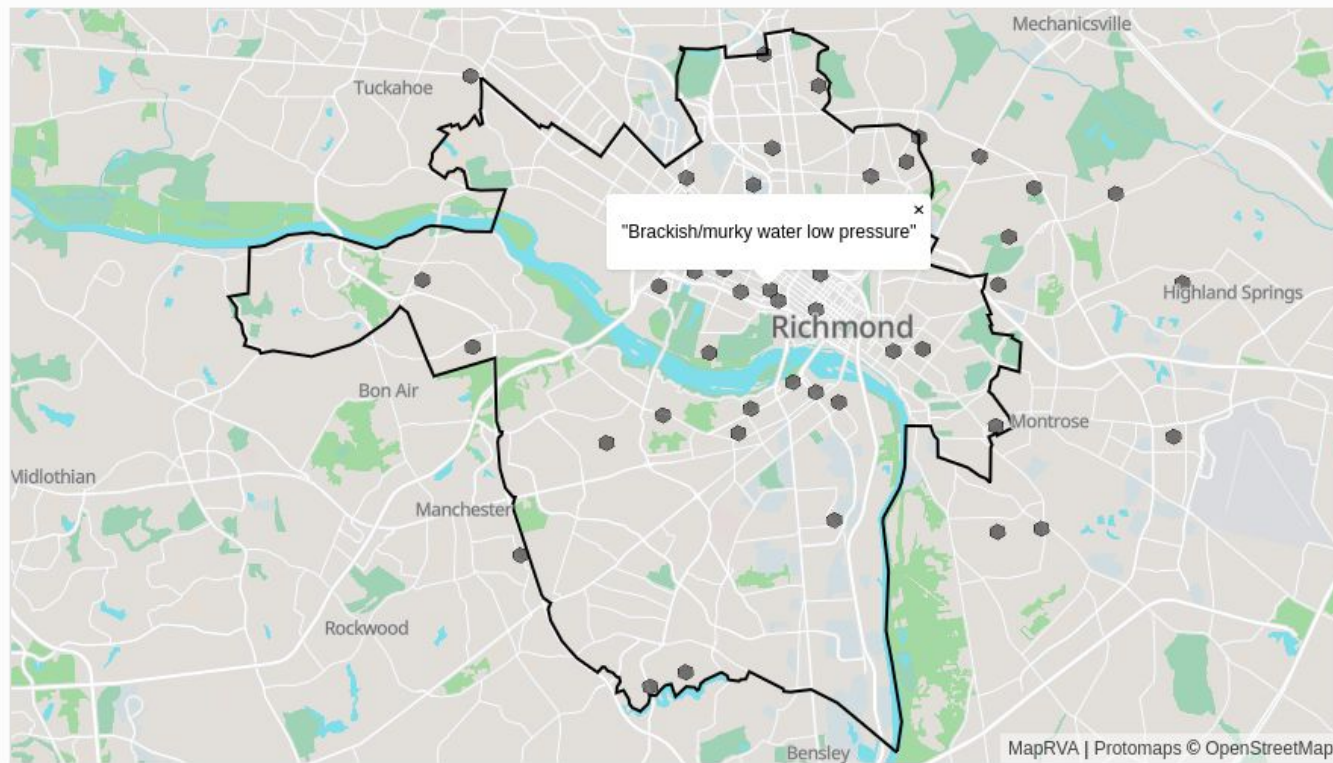 Mechanicsville
Tuckahoe
×
"Brackish/murky water low pressure"
Highland Springs
Richmond
Bon Air
Montrose
Midlothian
Manchester
Rockwood
Bensley
MapRVA | Protomaps © OpenStreetMap